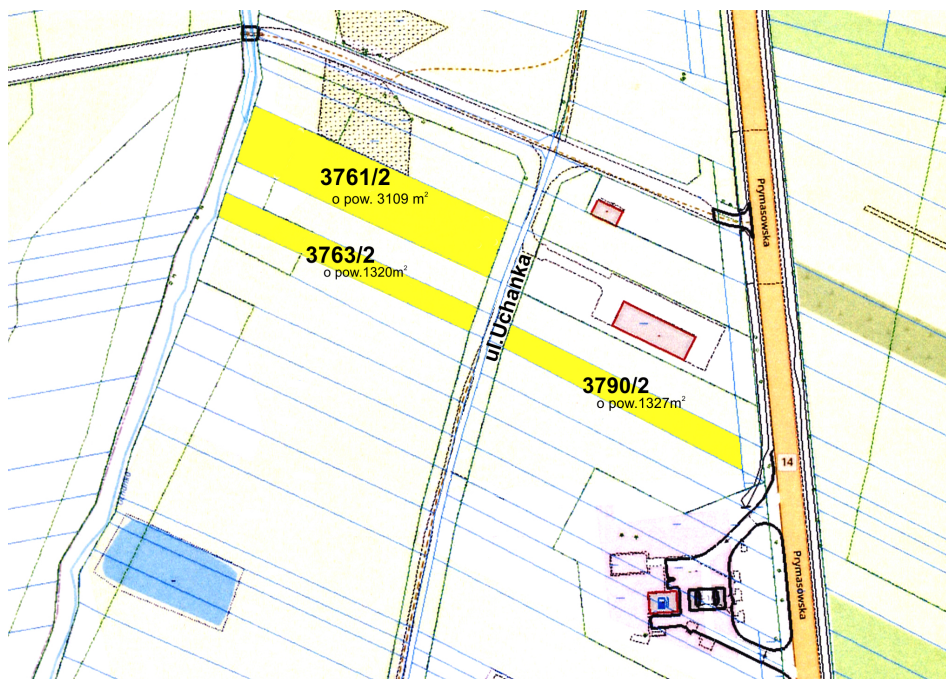 3761/2
o pow. 3109 m²
Prymasowska
3763/2
o pow.1320m²
ul.Uchanka
3790/2
o pow.1327m²
14
Prymasowska